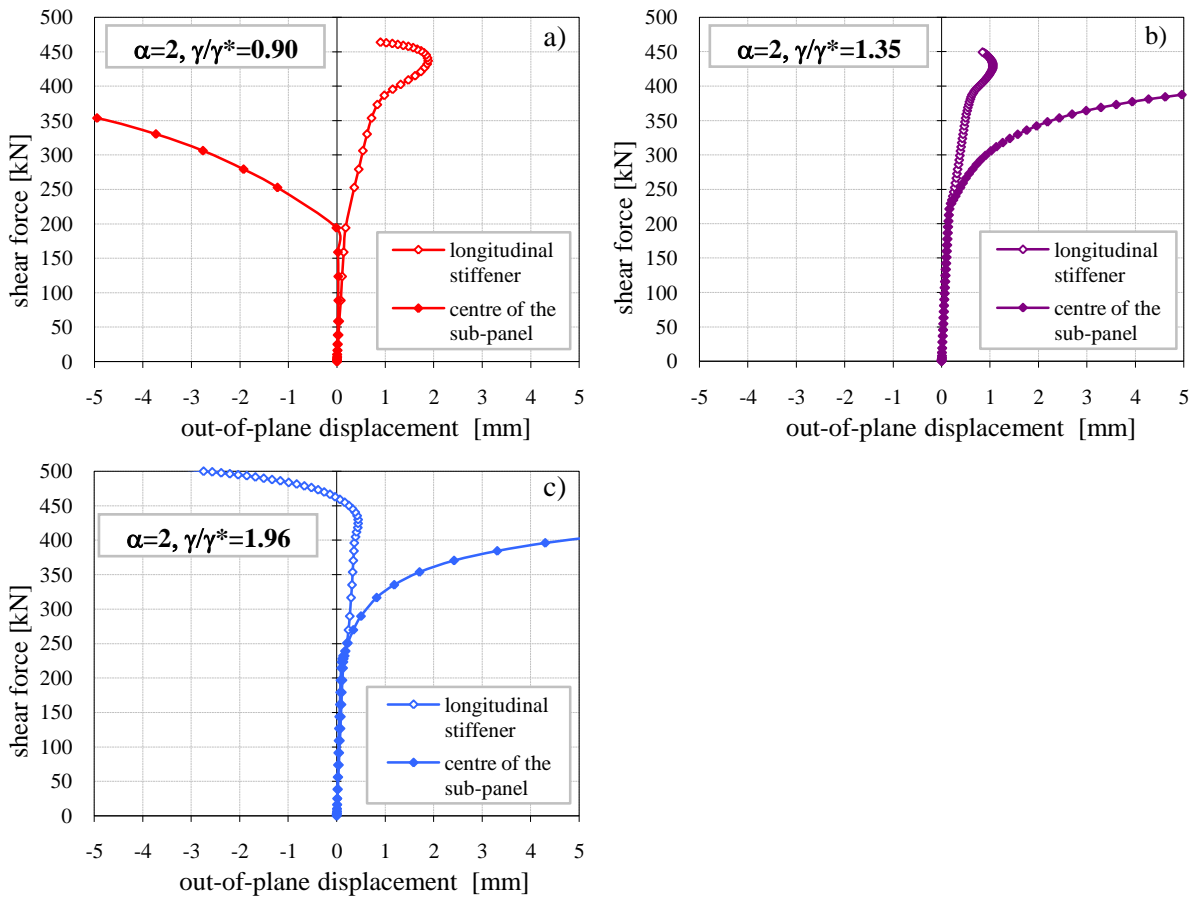 a)
α=2, γ/γ*=0.90
shear force [kN]
500
450
400
350
300
250
200
150
100
50
0
longitudinal
stiffener
centre of the
sub-panel
-5 -4 -3 -2 -1 0 1 2 3 4 5
out-of-plane displacement [mm]
b)
α=2, γ/γ*=1.35
shear force [kN]
500
450
400
350
300
250
200
150
100
50
0
longitudinal
stiffener
centre of the
sub-panel
-5 -4 -3 -2 -1 0 1 2 3 4 5
out-of-plane displacement [mm]
c)
α=2, γ/γ*=1.96
shear force [kN]
500
450
400
350
300
250
200
150
100
50
0
longitudinal
stiffener
centre of the
sub-panel
-5 -4 -3 -2 -1 0 1 2 3 4 5
out-of-plane displacement [mm]